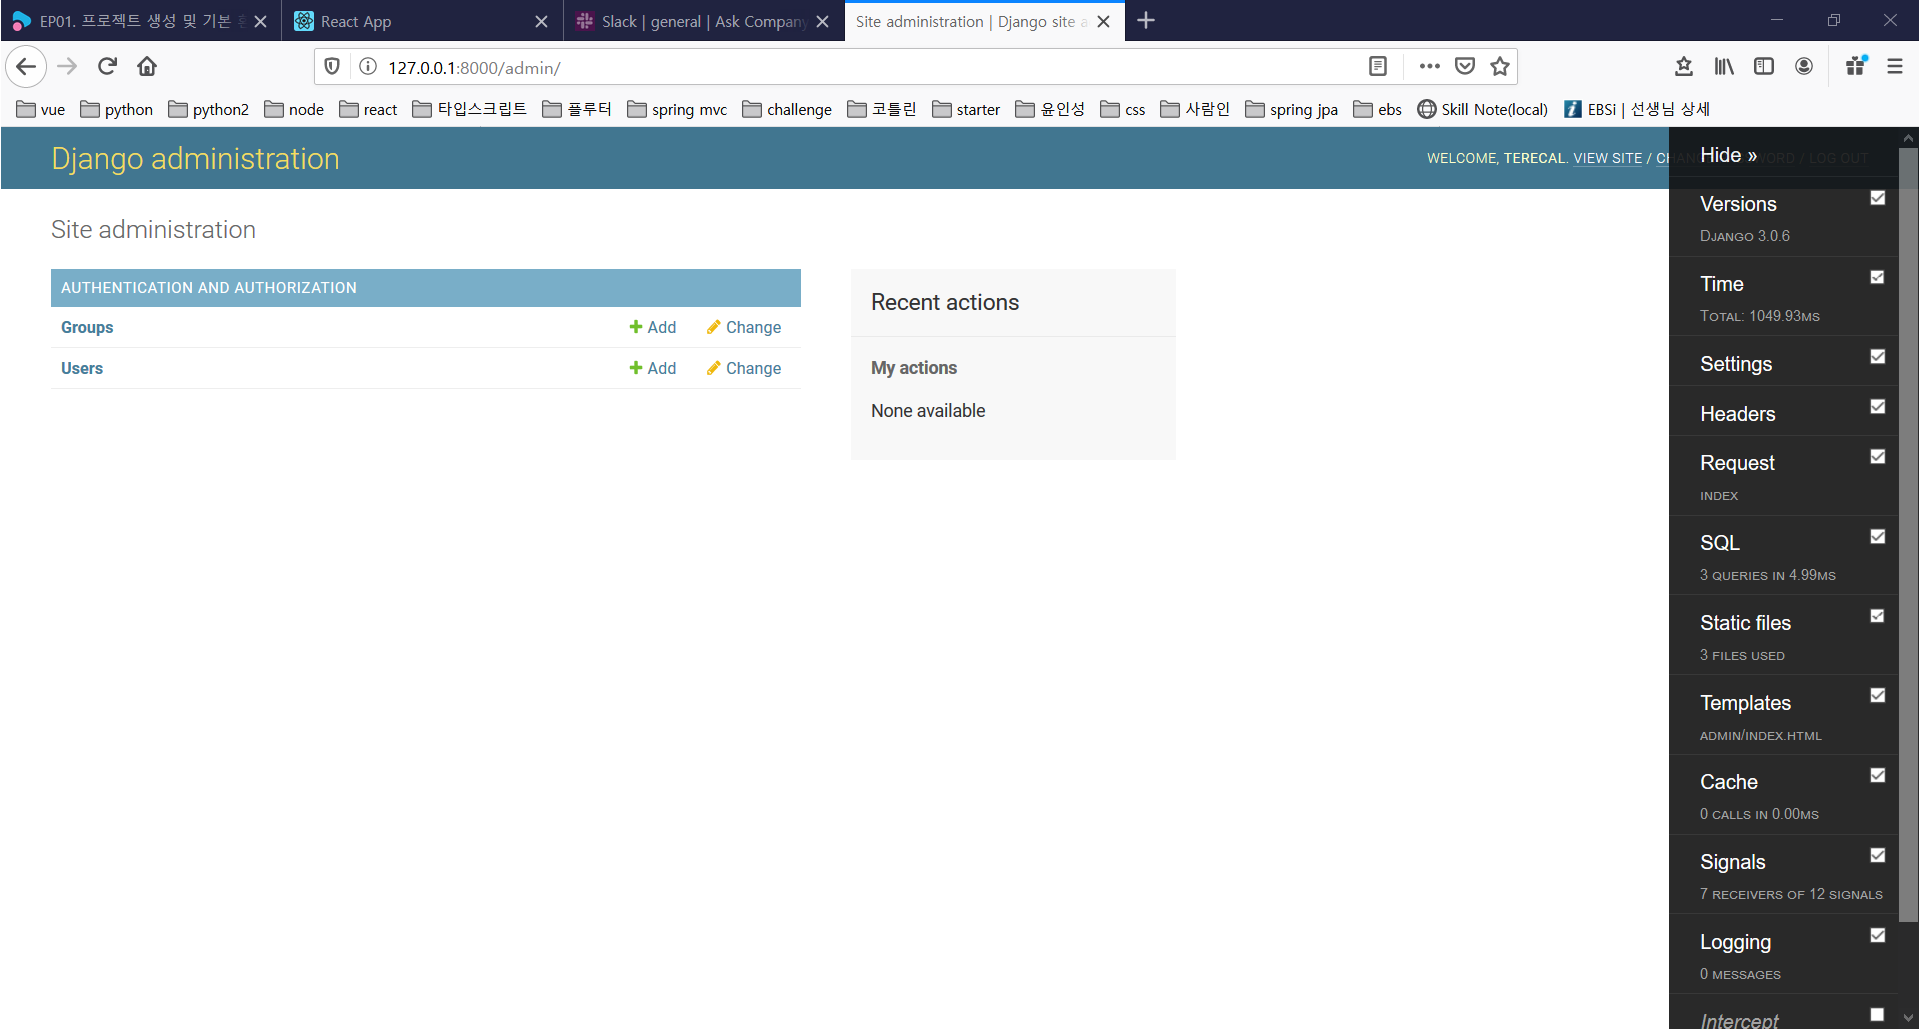 EP01. 프로젝트 생성 및 기본
React App
Slack | general | Ask Company
Site administration | Django site a
127.0.0.1:8000/admin/
vue
python
python2
node
react
타입스크립트
플루터
spring mvc
challenge
코틀린
starter
윤인성
css
사람인
spring jpa
ebs
Skill Note(local)
EBSi | 선생님 상세
Django administration
WELCOME, TERECAL. VIEW SITE / CHANGE PASSWORD / LOG OUT
Site administration
AUTHENTICATION AND AUTHORIZATION
Groups
Add
Change
Users
Add
Change
Recent actions
My actions
None available
Hide »
Versions
DJANGO 3.0.6
Time
TOTAL: 1049.93MS
Settings
Headers
Request
INDEX
SQL
3 QUERIES IN 4.99MS
Static files
3 FILES USED
Templates
ADMIN/INDEX.HTML
Cache
0 CALLS IN 0.00MS
Signals
7 RECEIVERS OF 12 SIGNALS
Logging
0 MESSAGES
Intercept